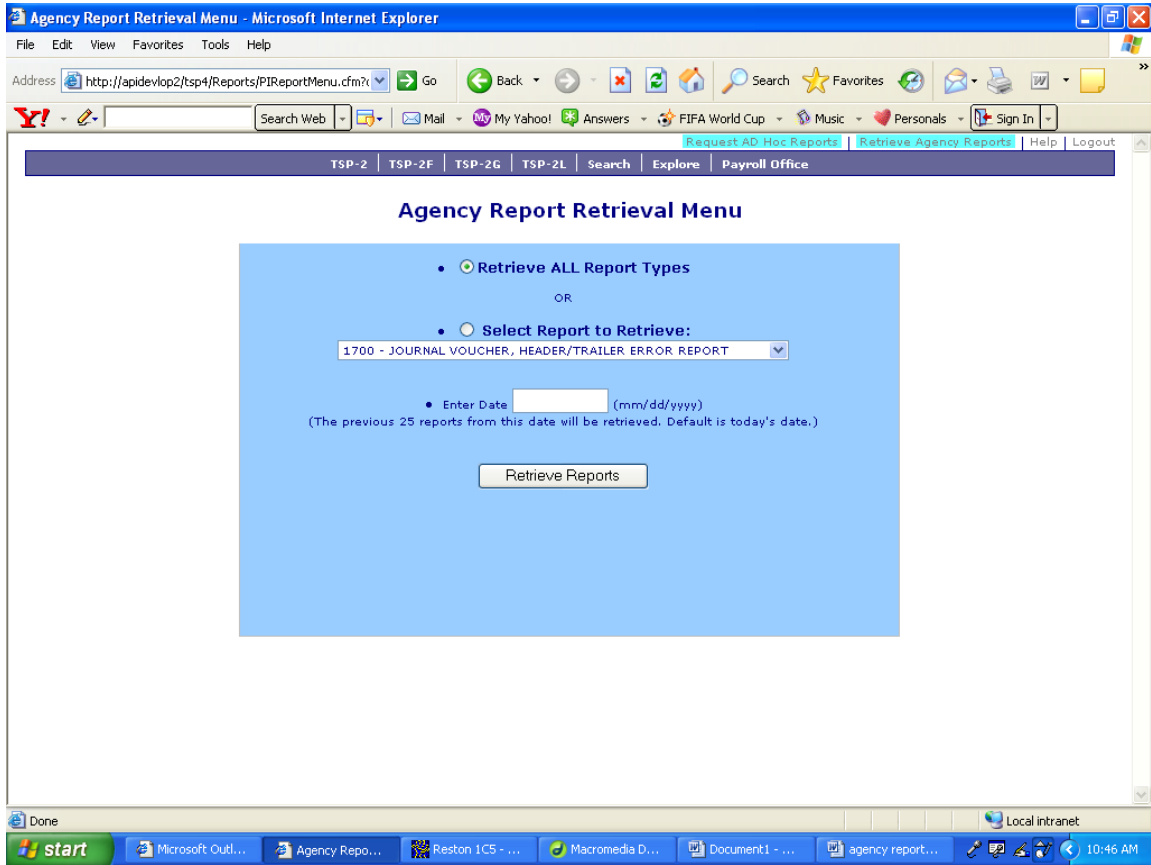 Agency Report Retrieval Menu - Microsoft Internet Explorer
File Edit View Favorites Tools Help
Address http://apidevlop2/tsp4/Reports/PIReportMenu.cfm? Go Back Search Favorites »
Y! Search Web Mail My Yahoo! Answers FIFA World Cup Music Personals Sign In
Request AD Hoc Reports | Retrieve Agency Reports | Help | Logout
TSP-2 | TSP-2F | TSP-2G | TSP-2L | Search | Explore | Payroll Office
Agency Report Retrieval Menu
• Retrieve ALL Report Types
OR
• Select Report to Retrieve:
1700 - JOURNAL VOUCHER, HEADER/TRAILER ERROR REPORT
• Enter Date (mm/dd/yyyy)
(The previous 25 reports from this date will be retrieved. Default is today's date.)
Retrieve Reports
Done Local intranet
start Microsoft Outl... Agency Repo... Reston 1C5 - ... Macromedia D... Document1 - ... agency report... 10:46 AM